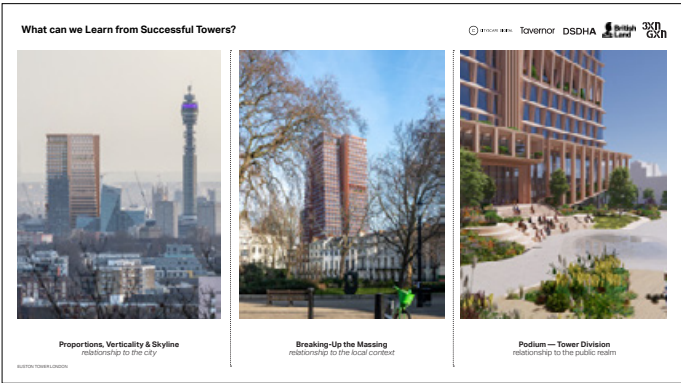 What can we Learn from Successful Towers?
CITYSCAPE DIGITAL
Tavernor
DSDHA
British Land
3XN GXN
Proportions, Verticality & Skyline
relationship to the city
Breaking-Up the Massing
relationship to the local context
Podium — Tower Division
relationship to the public realm
EUSTON TOWER LONDON